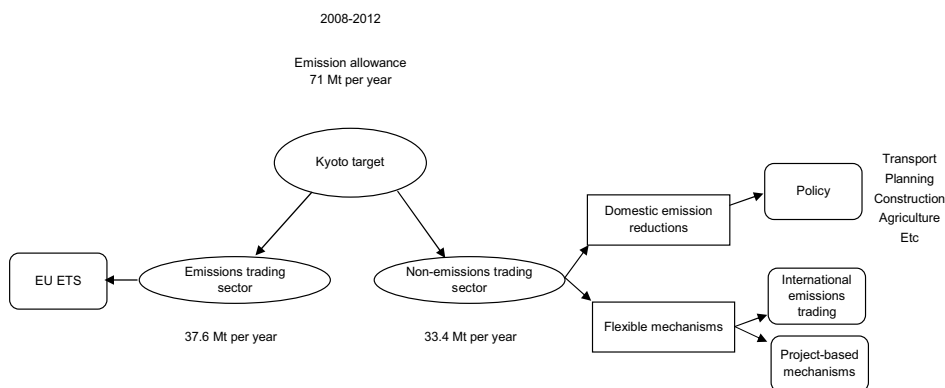 2008-2012
Emission allowance
71 Mt per year
Kyoto target
Transport
Planning
Construction
Agriculture
Etc
Policy
Domestic emission
reductions
EU ETS
Emissions trading
sector
Non-emissions trading
sector
International
emissions
trading
37.6 Mt per year
33.4 Mt per year
Flexible mechanisms
Project-based
mechanisms